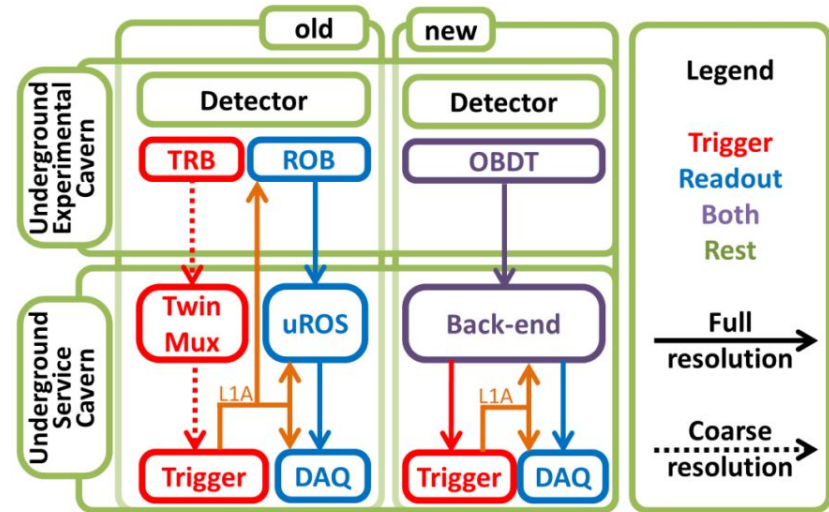 old
new
Underground
Experimental
Cavern
Detector
Detector
TRB
ROB
OBDT
Underground
Service
Cavern
Twin
Mux
uROS
Back-end
L1A
L1A
Trigger
DAQ
Trigger
DAQ
Legend
Trigger
Readout
Both
Rest
Full
resolution
Coarse
resolution